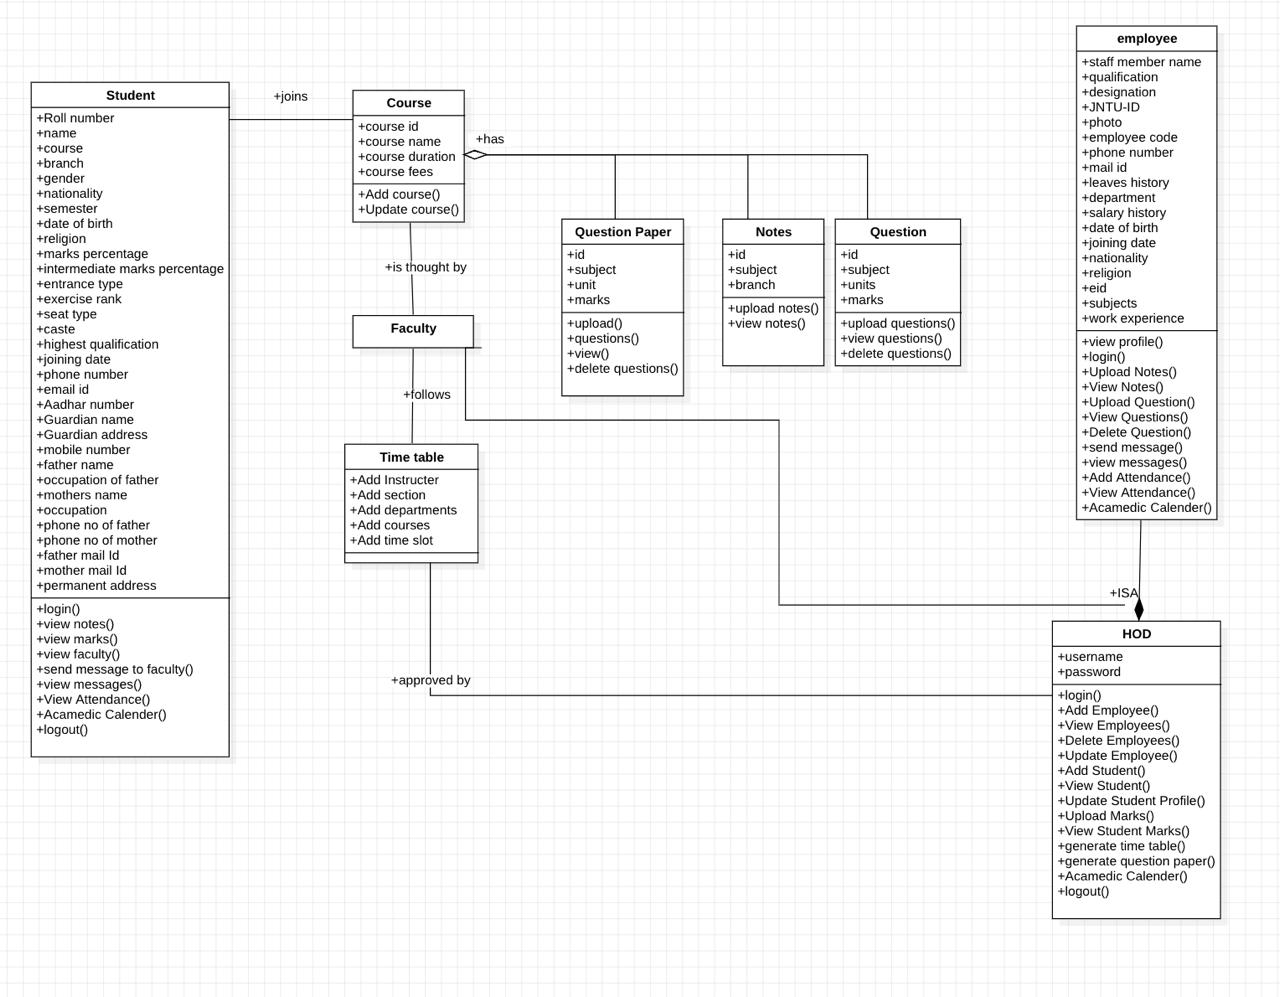 Student
+Roll number
+name
+course
+branch
+gender
+nationality
+semester
+date of birth
+religion
+marks percentage
+intermediate marks percentage
+entrance type
+exercise rank
+seat type
+caste
+highest qualification
+joining date
+phone number
+email id
+Aadhar number
+Guardian name
+Guardian address
+mobile number
+father name
+occupation of father
+mothers name
+occupation
+phone no of father
+phone no of mother
+father mail Id
+mother mail Id
+permanent address
+login()
+view notes()
+view marks()
+view faculty()
+send message to faculty()
+view messages()
+View Attendance()
+Acamedic Calender()
+logout()
+joins
Course
+course id
+course name
+course duration
+course fees
+Add course()
+Update course()
+has
+is thought by
Faculty
+follows
Time table
+Add Instructer
+Add section
+Add departments
+Add courses
+Add time slot
+approved by
Question Paper
+id
+subject
+unit
+marks
+upload()
+questions()
+view()
+delete questions()
Notes
+id
+subject
+branch
+upload notes()
+view notes()
Question
+id
+subject
+units
+marks
+upload questions()
+view questions()
+delete questions()
employee
+staff member name
+qualification
+designation
+JNTU-ID
+photo
+employee code
+phone number
+mail id
+leaves history
+department
+salary history
+date of birth
+joining date
+nationality
+religion
+eid
+subjects
+work experience
+view profile()
+login()
+Upload Notes()
+View Notes()
+Upload Question()
+View Questions()
+Delete Question()
+send message()
+view messages()
+Add Attendance()
+View Attendance()
+Acamedic Calender()
+ISA
HOD
+username
+password
+login()
+Add Employee()
+View Employees()
+Delete Employees()
+Update Employee()
+Add Student()
+View Student()
+Update Student Profile()
+Upload Marks()
+View Student Marks()
+generate time table()
+generate question paper()
+Acamedic Calender()
+logout()